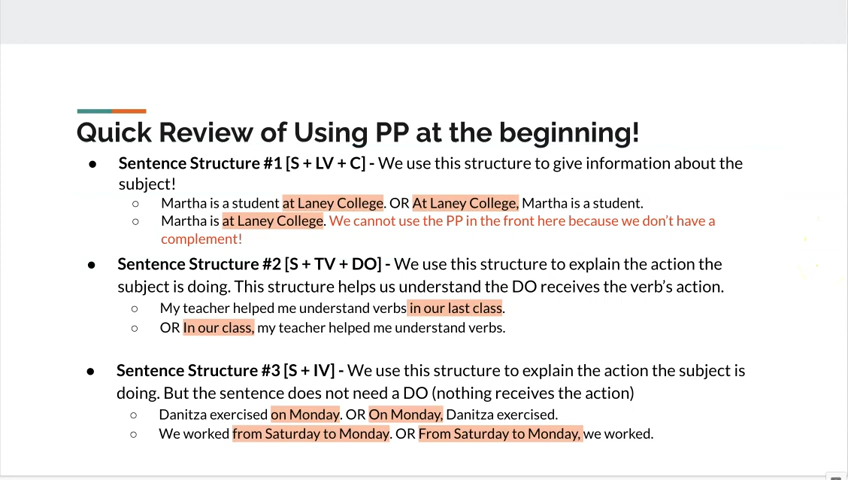 Quick Review of Using PP at the beginning!
● Sentence Structure #1 [S + LV + C] - We use this structure to give information about the
subject!
○ Martha is a student at Laney College. OR At Laney College, Martha is a student.
○ Martha is at Laney College. We cannot use the PP in the front here because we don't have a
complement!
● Sentence Structure #2 [S + TV + DO] - We use this structure to explain the action the
subject is doing. This structure helps us understand the DO receives the verb's action.
○ My teacher helped me understand verbs in our last class.
○ OR In our class, my teacher helped me understand verbs.
● Sentence Structure #3 [S + IV] - We use this structure to explain the action the subject is
doing. But the sentence does not need a DO (nothing receives the action)
○ Danitza exercised on Monday. OR On Monday, Danitza exercised.
○ We worked from Saturday to Monday. OR From Saturday to Monday, we worked.